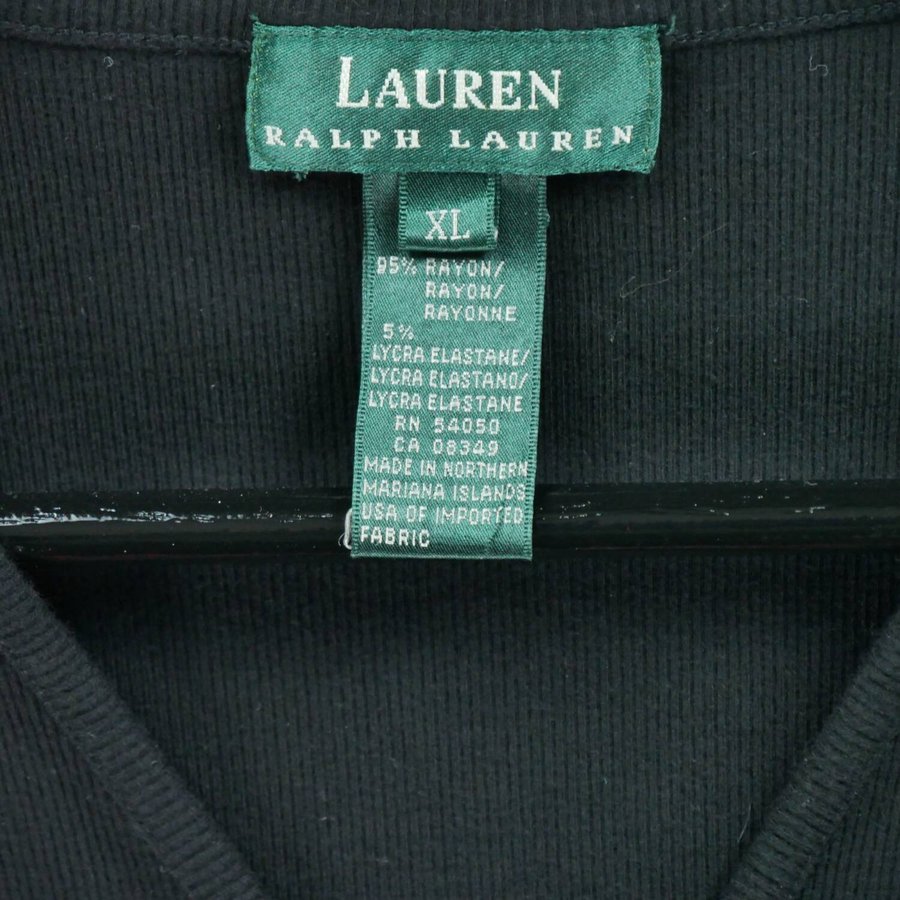 LAUREN
RALPH LAUREN
XL
95% RAYON/
RAYON/
RAYONNE
5%
LYCRA ELASTANE/
LYCRA ELASTANO/
LYCRA ELASTANE
RN 54050
CA 08349
MADE IN NORTHERN
MARIANA ISLANDS
USA OF IMPORTED
FABRIC